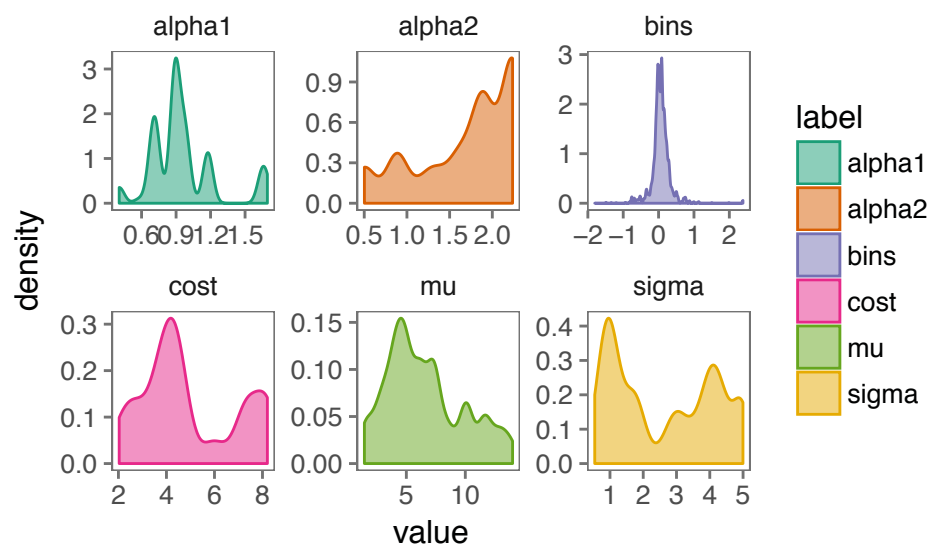 alpha1 alpha2 bins
3
2
1
0
0.6 0.9 1.2 1.5
0.9
0.6
0.3
0.0
0.5 1.0 1.5 2.0
3
2
1
0
−2 −1 0 1 2
cost mu sigma
0.3
0.2
0.1
0.0
2 4 6 8
0.15
0.10
0.05
0.00
5 10
0.4
0.3
0.2
0.1
0.0
1 2 3 4 5
density
value
label
alpha1
alpha2
bins
cost
mu
sigma